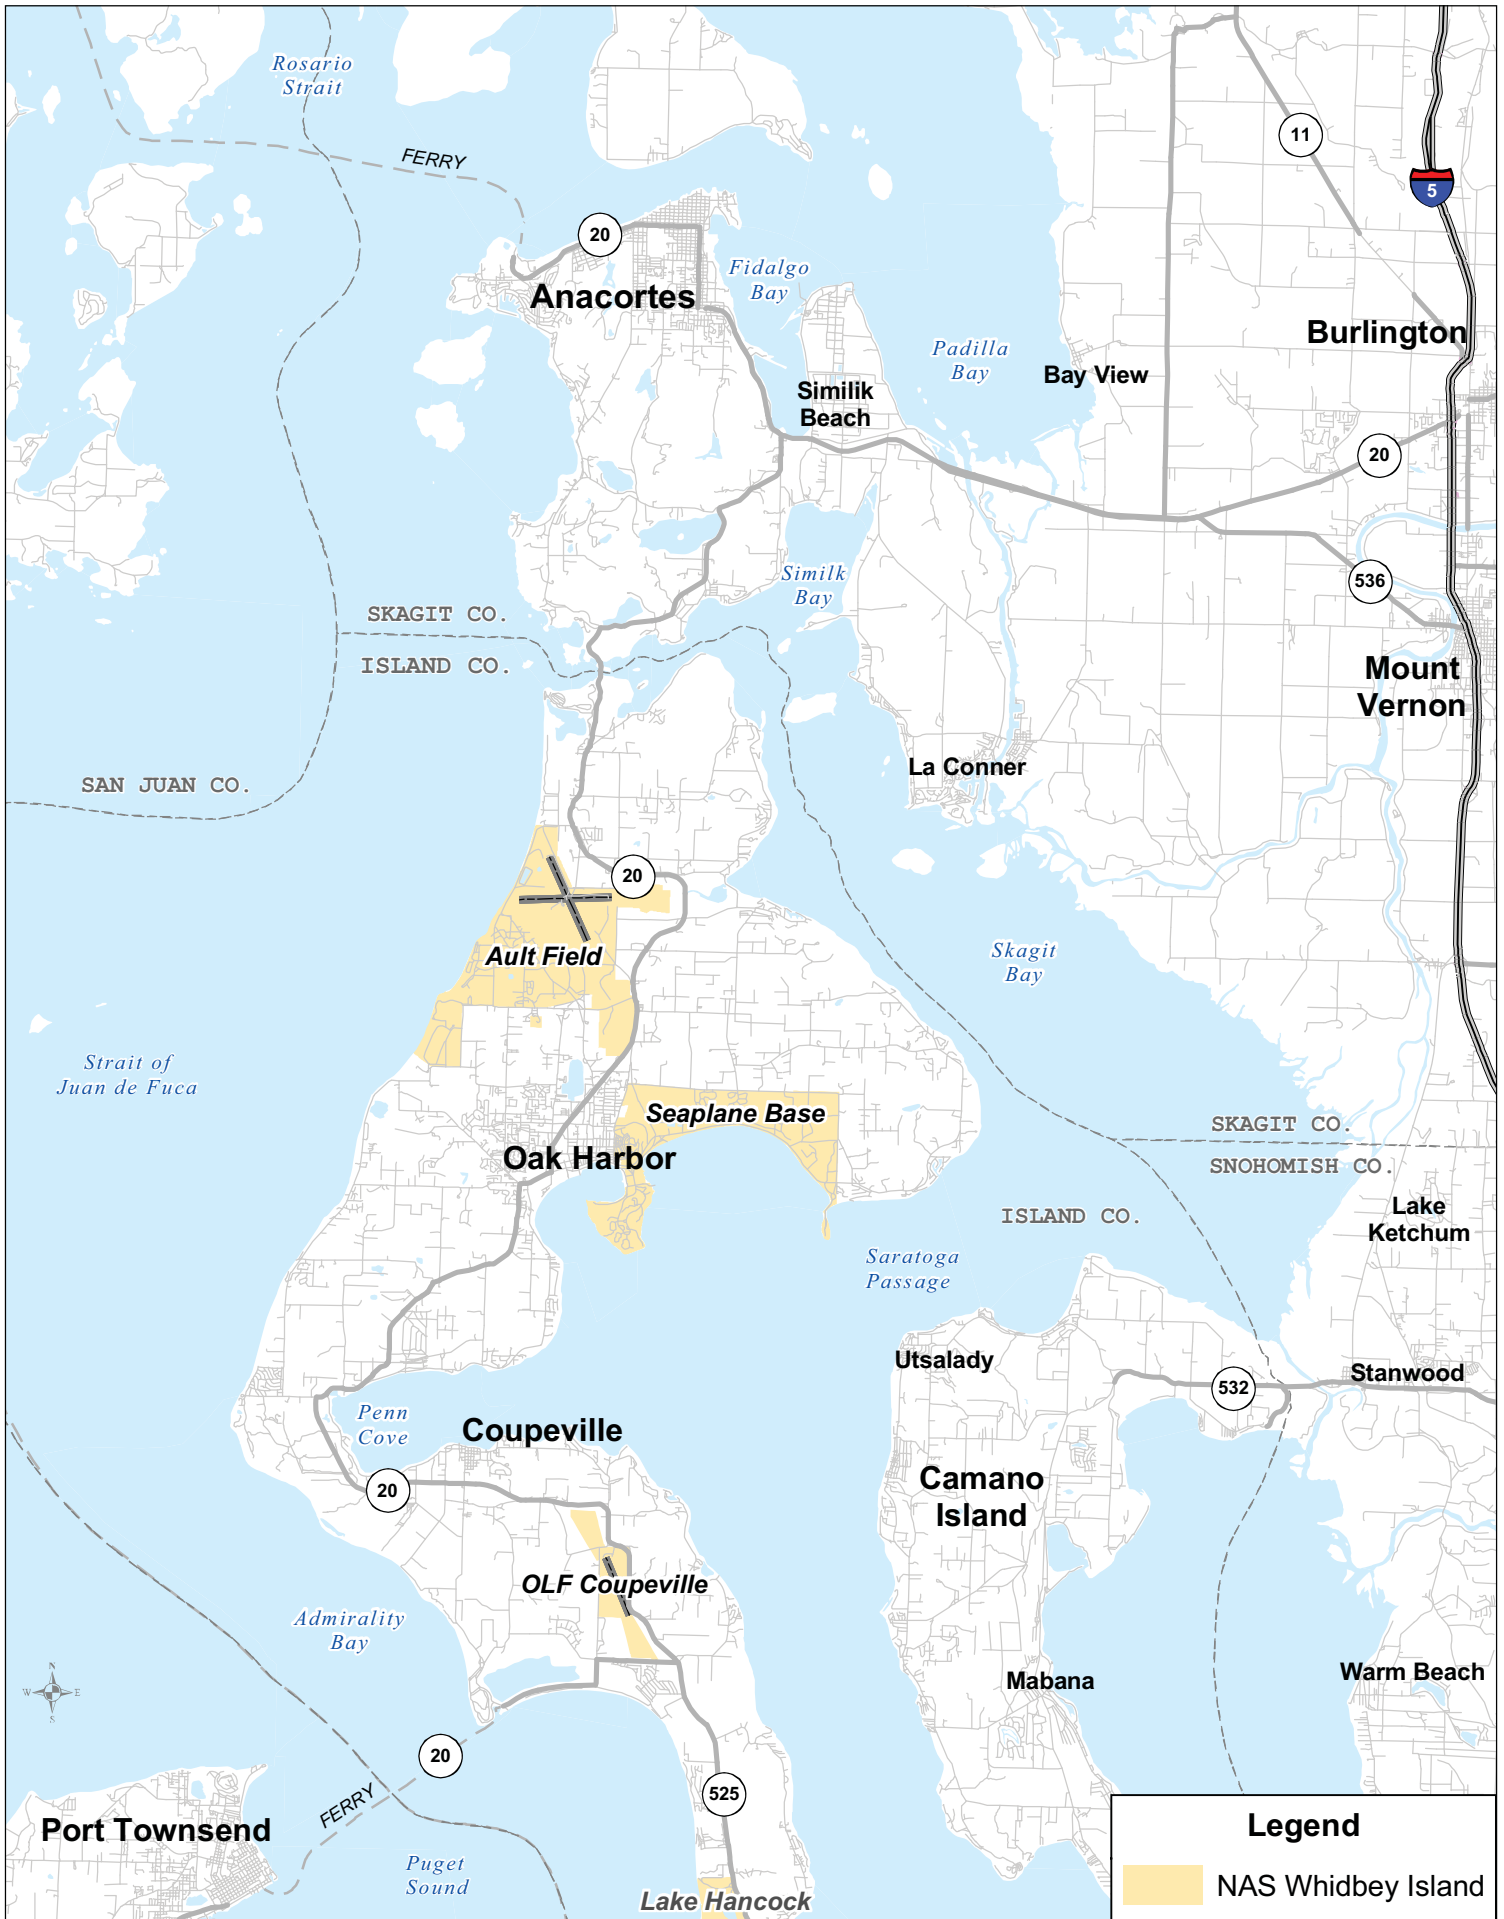 Rosario
Strait
FERRY
11
5
20
Anacortes
Fidalgo
Bay
Burlington
Padilla
Bay
Bay View
Similik
Beach
20
Similk
Bay
536
SKAGIT CO.
ISLAND CO.
Mount
Vernon
SAN JUAN CO.
La Conner
20
Ault Field
Skagit
Bay
Strait of
Juan de Fuca
Seaplane Base
Oak Harbor
SKAGIT CO.
SNOHOMISH CO.
ISLAND CO.
Lake
Ketchum
Saratoga
Passage
Utsalady
532
Stanwood
Penn
Cove
Coupeville
20
Camano
Island
OLF Coupeville
Admirality
Bay
N
W E
S
Mabana
Warm Beach
20
FERRY
525
Port Townsend
Puget
Sound
Lake Hancock
Legend
NAS Whidbey Island